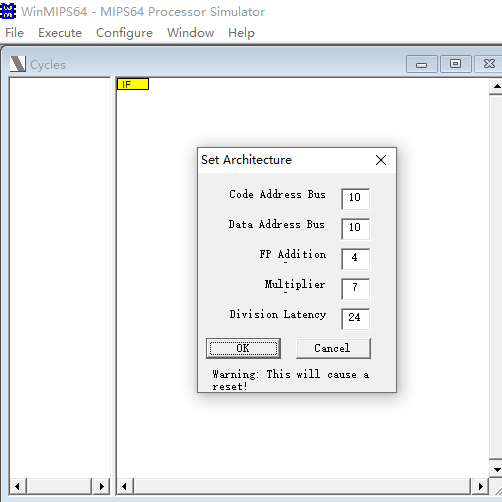 WinMIPS64 - MIPS64 Processor Simulator
File Execute Configure Window Help
Cycles
IF
Set Architecture
Code Address Bus 10
Data Address Bus 10
FP Addition 4
Multiplier 7
Division Latency 24
OK Cancel
Warning: This will cause a
reset!